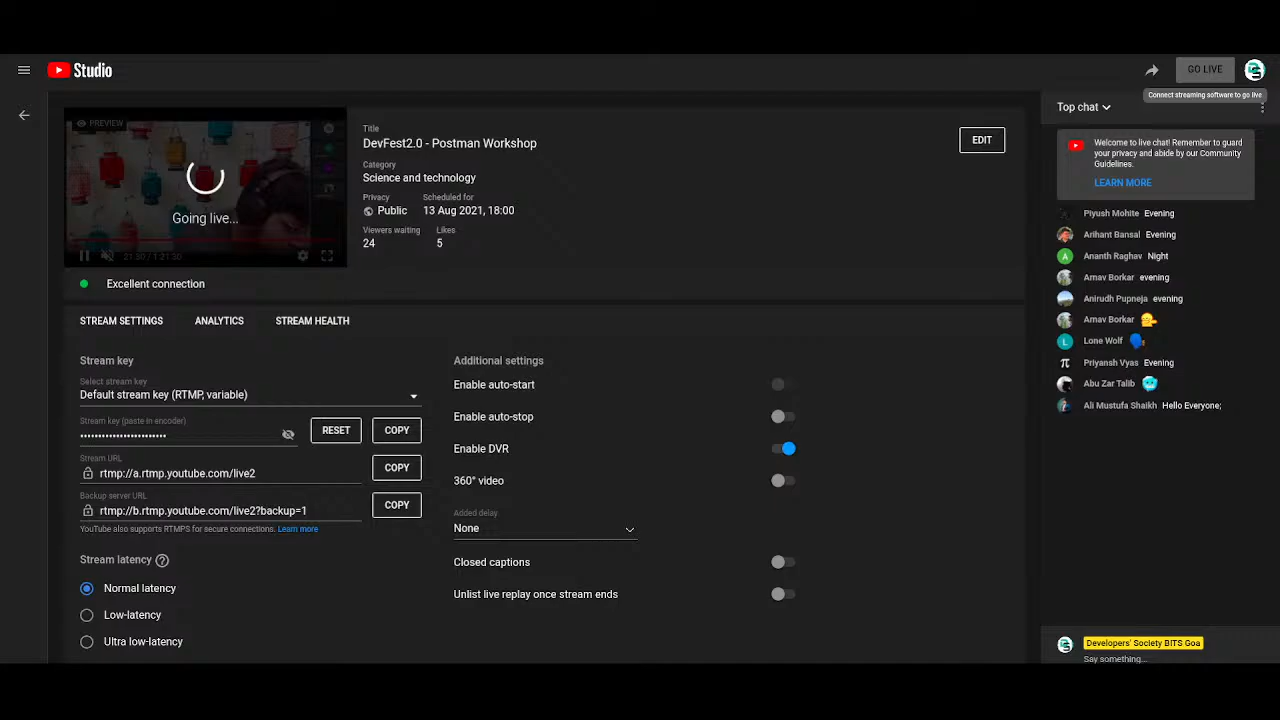 Studio
GO LIVE
Connect streaming software to go live
PREVIEW
Going live...
21:30 / 1:21:30
Title
DevFest2.0 - Postman Workshop
EDIT
Category
Science and technology
Privacy
Public
Scheduled for
13 Aug 2021, 18:00
Viewers waiting
24
Likes
5
Excellent connection
STREAM SETTINGS
ANALYTICS
STREAM HEALTH
Stream key
Select stream key
Default stream key (RTMP, variable)
Stream key (paste in encoder)
••••••••••••••••••••••••
RESET
COPY
Stream URL
rtmp://a.rtmp.youtube.com/live2
COPY
Backup server URL
rtmp://b.rtmp.youtube.com/live2?backup=1
COPY
YouTube also supports RTMPS for secure connections. Learn more
Stream latency
Normal latency
Low-latency
Ultra low-latency
Additional settings
Enable auto-start
Enable auto-stop
Enable DVR
360° video
Added delay
None
Closed captions
Unlist live replay once stream ends
Top chat
Welcome to live chat! Remember to guard
your privacy and abide by our Community
Guidelines.
LEARN MORE
Piyush Mohite Evening
Arihant Bansal Evening
A
Ananth Raghav Night
Arnav Borkar evening
Anirudh Pupneja evening
Arnav Borkar
L
Lone Wolf
π
Priyansh Vyas Evening
Abu Zar Talib
Ali Mustufa Shaikh Hello Everyone;
Developers' Society BITS Goa
Say something...